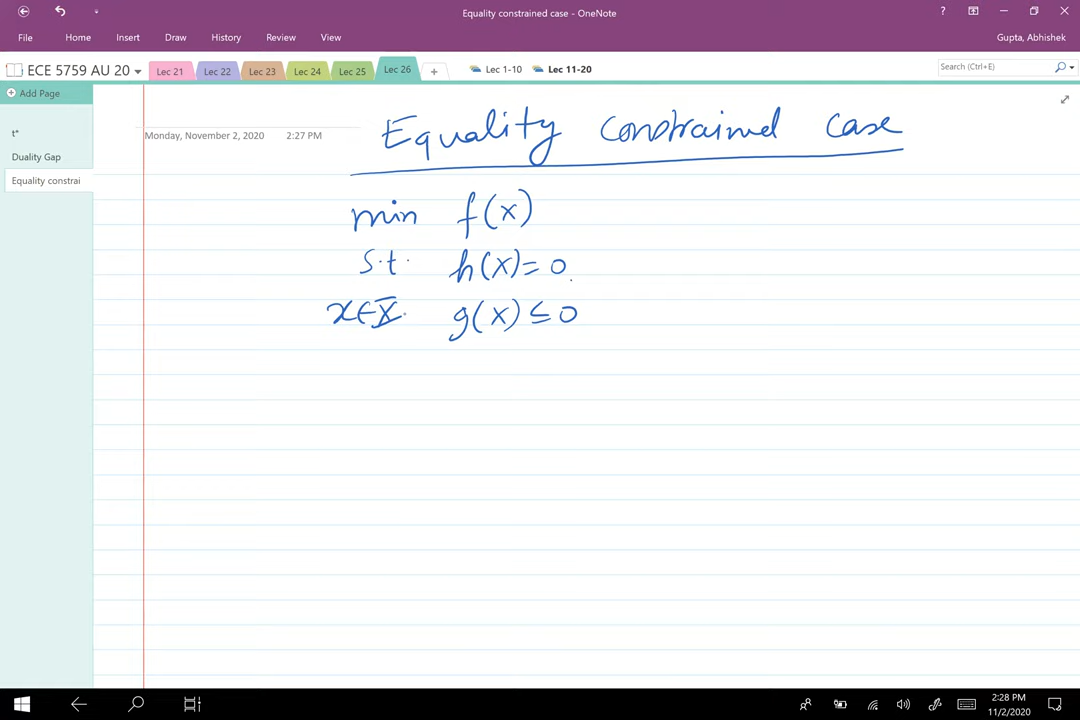 Equality constrained case - OneNote
?
File Home Insert Draw History Review View
Gupta, Abhishek
ECE 5759 AU 20 Lec 21 Lec 22 Lec 23 Lec 24 Lec 25 Lec 26 + Lec 1-10 Lec 11-20
Search (Ctrl+E)
+ Add Page
t*
Duality Gap
Equality constrai
Monday, November 2, 2020 2:27 PM
Equality constrained case
min f(x)
s.t. h(x)=0
x∈X g(x)≤0
2:28 PM
11/2/2020